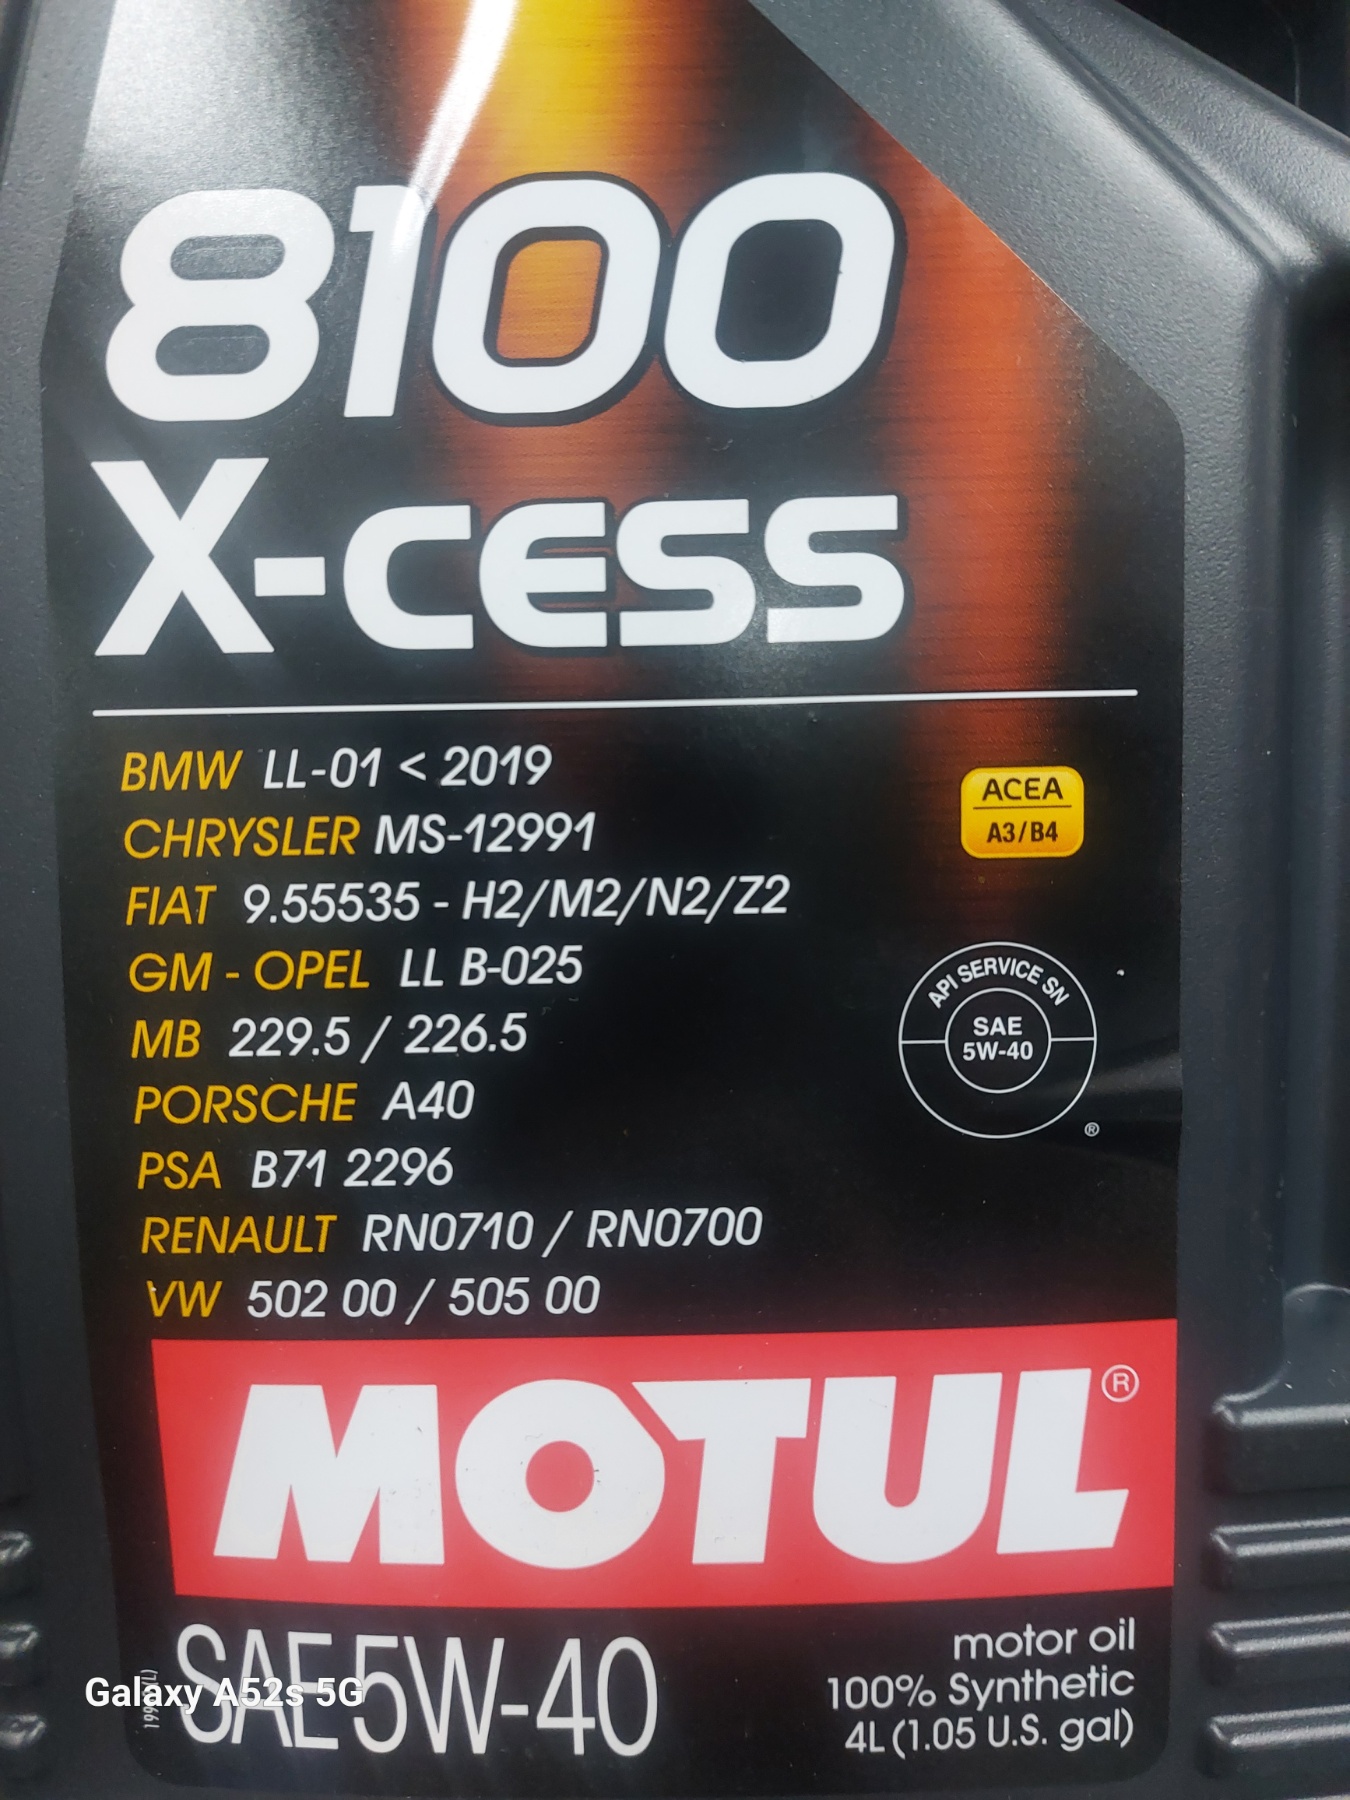 8100
X-cess
BMW LL-01 < 2019
CHRYSLER MS-12991
FIAT 9.55535 - H2/M2/N2/Z2
GM - OPEL LL B-025
MB 229.5 / 226.5
PORSCHE A40
PSA B71 2296
RENAULT RN0710 / RN0700
VW 502 00 / 505 00
ACEA
A3/B4
API SERVICE SN
SAE
5W-40
®
MOTUL®
SAE 5W-40
motor oil
100% Synthetic
4L (1.05 U.S. gal)
Galaxy A52s 5G